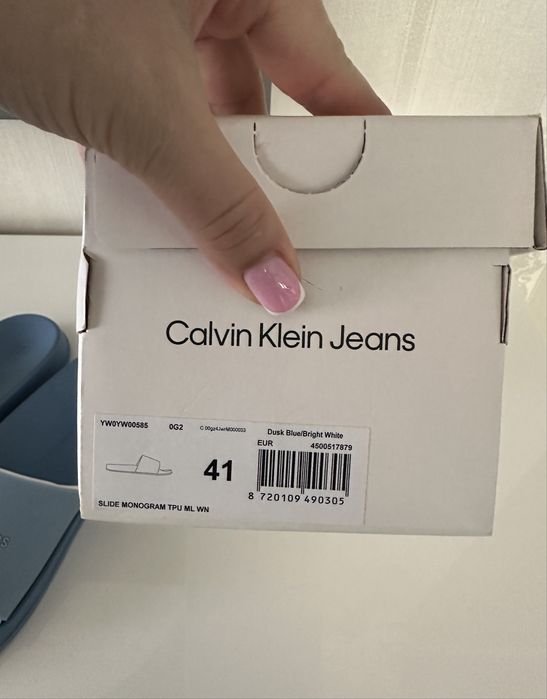 Calvin Klein Jeans
YW0YW00585 0G2
Dusk Blue/Bright White
EUR 4500517879
41
8 720109 490305
SLIDE MONOGRAM TPU ML WN